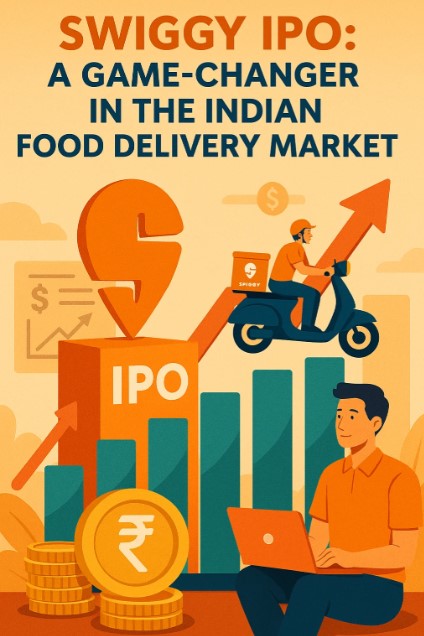 SWIGGY IPO:
A GAME-CHANGER
IN THE INDIAN
FOOD DELIVERY MARKET
$
$
SWIGGY
IPO
₹